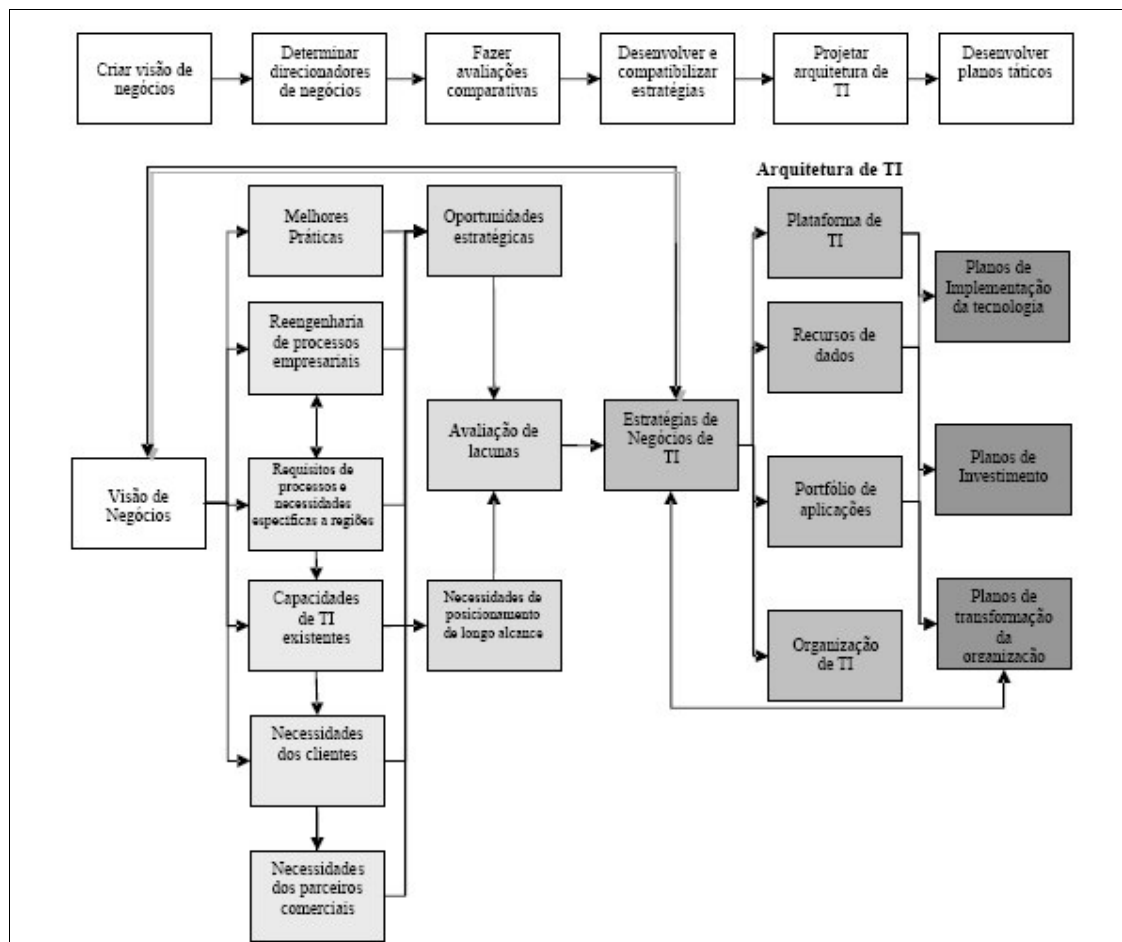 Criar visão de
negócios
Determinar
direcionadores
de negócios
Fazer
avaliações
comparativas
Desenvolver e
compatibilizar
estratégias
Projetar
arquitetura de
TI
Desenvolver
planos táticos
Arquitetura de TI
Visão de
Negócios
Melhores
Práticas
Reengenharia
de processos
empresariais
Requisitos de
processos e
necessidades
específicas a regiões
Capacidades
de TI
existentes
Necessidades
dos clientes
Necessidades
dos parceiros
comerciais
Oportunidades
estratégicas
Avaliação de
lacunas
Necessidades de
posicionamento
de longo alcance
Estratégias de
Negócios de
TI
Plataforma de
TI
Recursos de
dados
Portfólio de
aplicações
Organização
de TI
Planos de
Implementação
da tecnologia
Planos de
Investimento
Planos de
transformação
da
organização